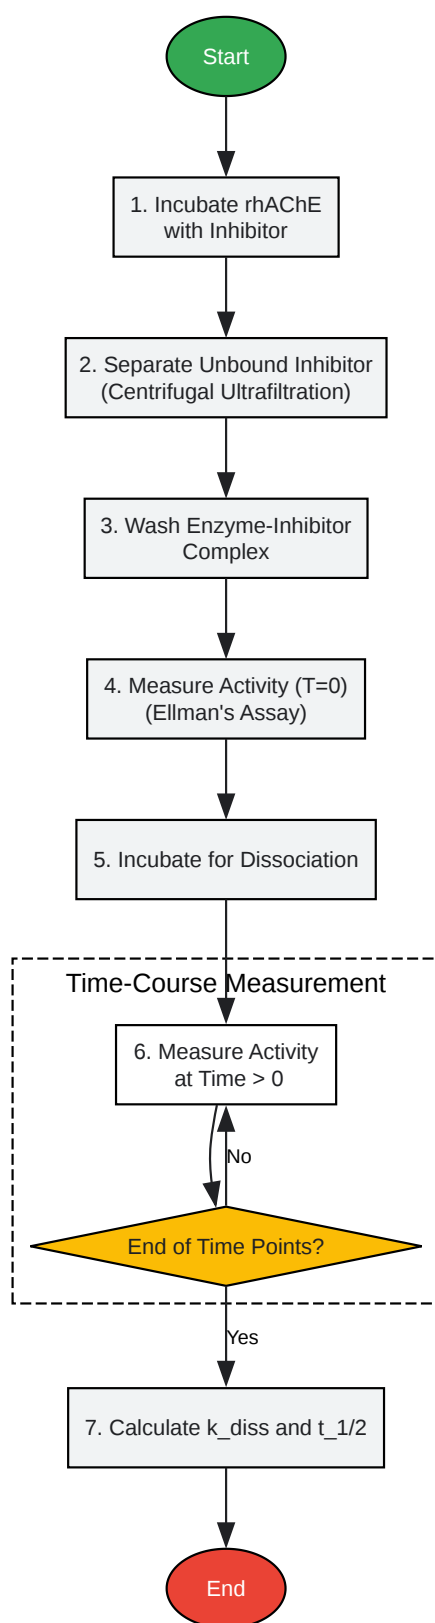 Start
1. Incubate rhAChE
with Inhibitor
2. Separate Unbound Inhibitor
(Centrifugal Ultrafiltration)
3. Wash Enzyme-Inhibitor
Complex
4. Measure Activity (T=0)
(Ellman's Assay)
5. Incubate for Dissociation
Time-Course Measurement
6. Measure Activity
at Time > 0
No
End of Time Points?
Yes
7. Calculate k_diss and t_1/2
End